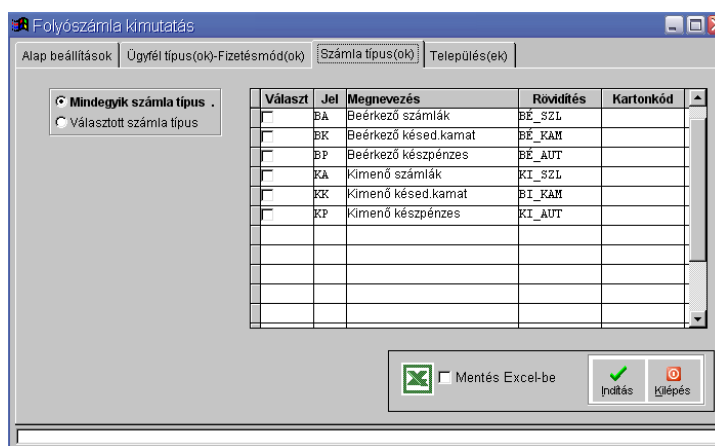 Folyószámla kimutatás
Alap beállítások Ügyfél típus(ok)-Fizetésmód(ok) Számla típus(ok) Település(ek)
Mindegyik számla típus .
Választott számla típus
Választ Jel Megnevezés Rövidítés Kartonkód
BA Beérkező számlák BÉ_SZL
BK Beérkező késed.kamat BÉ_KAM
BP Beérkező készpénzes BÉ_AUT
KA Kimenő számlák KI_SZL
KK Kimenő késed.kamat BI_KAM
KP Kimenő készpénzes KI_AUT
Mentés Excel-be
Indítás Kilépés